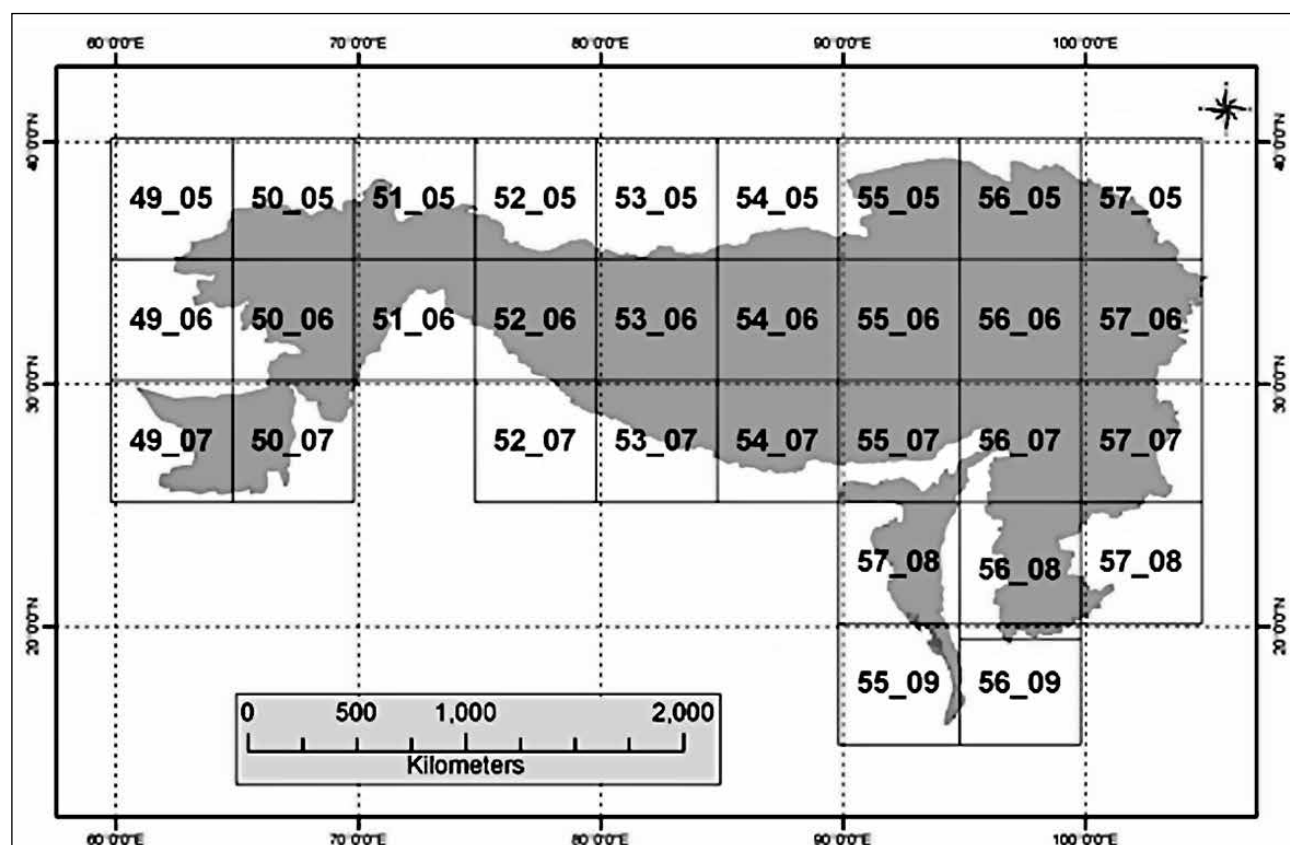 60°0'0"E 70°0'0"E 80°0'0"E 90°0'0"E 100°0'0"E
40°0'0"N 40°0'0"N
49_05 50_05 51_05 52_05 53_05 54_05 55_05 56_05 57_05
49_06 50_06 51_06 52_06 53_06 54_06 55_06 56_06 57_06
30°0'0"N 30°0'0"N
49_07 50_07 52_07 53_07 54_07 55_07 56_07 57_07
57_08 56_08 57_08
20°0'0"N 20°0'0"N
55_09 56_09
0 500 1,000 2,000
Kilometers
60°0'0"E 70°0'0"E 80°0'0"E 90°0'0"E 100°0'0"E